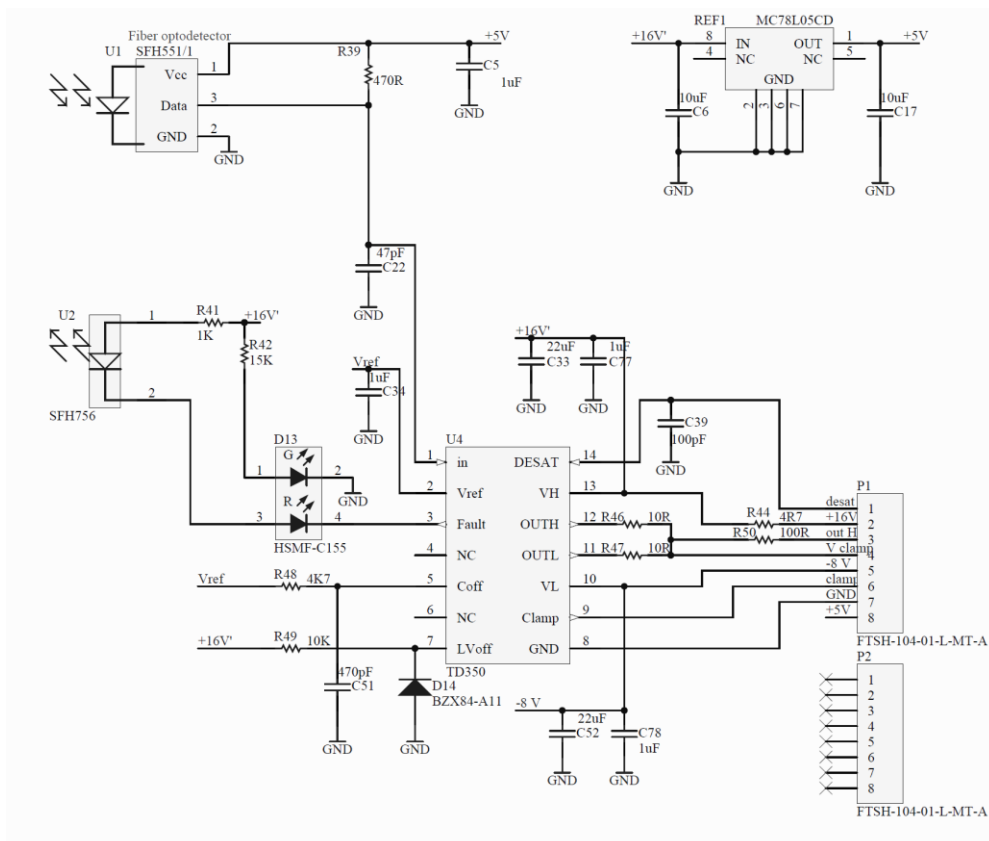 Fiber optodetector
U1 SFH551/1
Vcc 1
Data 3
GND 2
GND
R39
470R
+5V
C5
1uF
GND
REF1 MC78L05CD
+16V' 8 IN OUT 1 +5V
4 NC NC 5
GND
2 3 6 7
10uF
C6
GND
10uF
C17
GND
47pF
C22
GND
U2
SFH756
1
2
R41
1K
+16V'
R42
15K
Vref
1uF
C34
GND
+16V'
22uF
C33
GND
1uF
C77
GND
C39
100pF
GND
D13
1 G 2
GND
3 R 4
HSMF-C155
U4
1 in DESAT 14
2 Vref VH 13
3 Fault OUTH 12
4 NC OUTL 11
5 Coff VL 10
6 NC Clamp 9
7 LVoff GND 8
TD350
R46 10R
R47 10R
R44 4R7
R50 100R
Vref R48 4K7
+16V' R49 10K
470pF
C51
GND
D14
BZX84-A11
GND
-8 V
22uF
C52
GND
C78
1uF
GND
P1
desat 1
+16V 2
out H 3
V clamp 4
-8 V 5
clamp 6
GND 7
+5V 8
FTSH-104-01-L-MT-A
P2
1
2
3
4
5
6
7
8
FTSH-104-01-L-MT-A